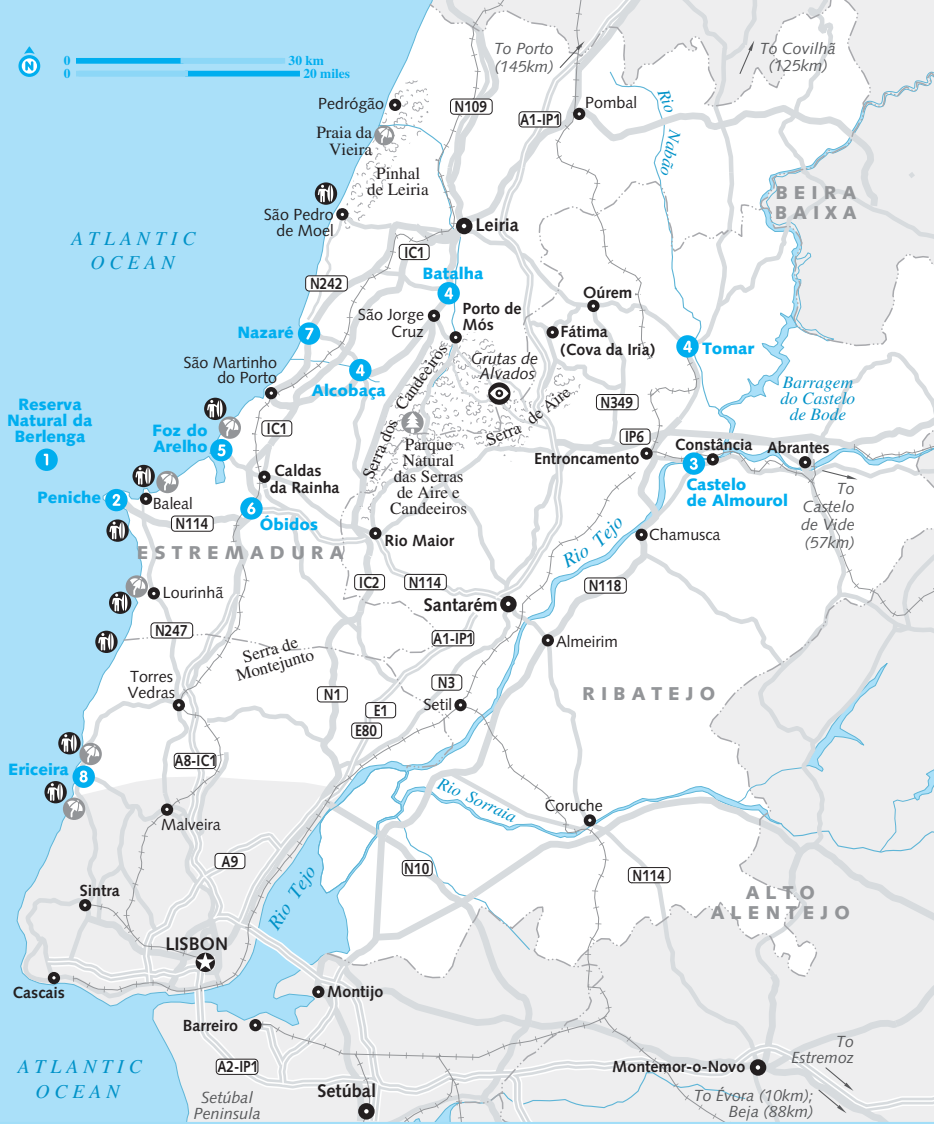 N
0 30 km
0 20 miles
To Porto
(145km)
To Covilhã
(125km)
Pedrógão
N109
A1-IP1
Pombal
Rio Nabão
Praia da
Vieira
Pinhal
de Leiria
BEIRA
BAIXA
São Pedro
de Moel
Leiria
ATLANTIC
OCEAN
IC1
Batalha
4
N242
Oúrem
São Jorge
Cruz
Porto de
Mós
Nazaré
7
Fátima
(Cova da Iria)
4
Tomar
São Martinho
do Porto
4
Alcobaça
Grutas de
Alvados
Serra dos Candeeiros
Serra de Aire
Barragem
do Castelo
de Bode
N349
Reserva
Natural da
Berlenga
1
Foz do
Arelho
5
IC1
IP6
Parque
Natural
das Serras
de Aire e
Candeeiros
Entroncamento
Constância
Abrantes
3
Castelo
de Almourol
Caldas
da Rainha
Peniche
2
Baleal
6
Óbidos
To
Castelo
de Vide
(57km)
N114
ESTREMADURA
Rio Maior
Rio Tejo
Chamusca
IC2
N114
N118
Lourinhã
Santarém
N247
A1-IP1
Almeirim
Serra de
Montejunto
Torres
Vedras
N1
N3
E1
Setil
E80
RIBATEJO
Ericeira
8
A8-IC1
Rio Sorraia
Coruche
Malveira
A9
N10
N114
Sintra
Rio Tejo
ALTO
ALENTEJO
LISBON
Cascais
Montijo
Barreiro
ATLANTIC
OCEAN
A2-IP1
Setúbal
Montemor-o-Novo
To
Estremoz
Setúbal
Peninsula
To Évora (10km);
Beja (88km)